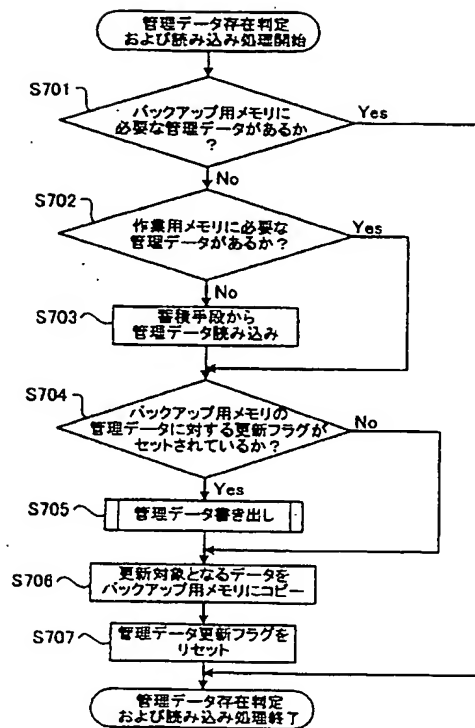 管理データ存在判定
および読み込み処理開始
S701
バックアップ用メモリに
必要な管理データがあるか
?
Yes
No
S702
作業用メモリに必要な
管理データがあるか?
Yes
No
S703
蓄積手段から
管理データ読み込み
S704
バックアップ用メモリの
管理データに対する更新フラグが
セットされているか?
No
Yes
S705
管理データ書き出し
S706
更新対象となるデータを
バックアップ用メモリにコピー
S707
管理データ更新フラグを
リセット
管理データ存在判定
および読み込み処理終了